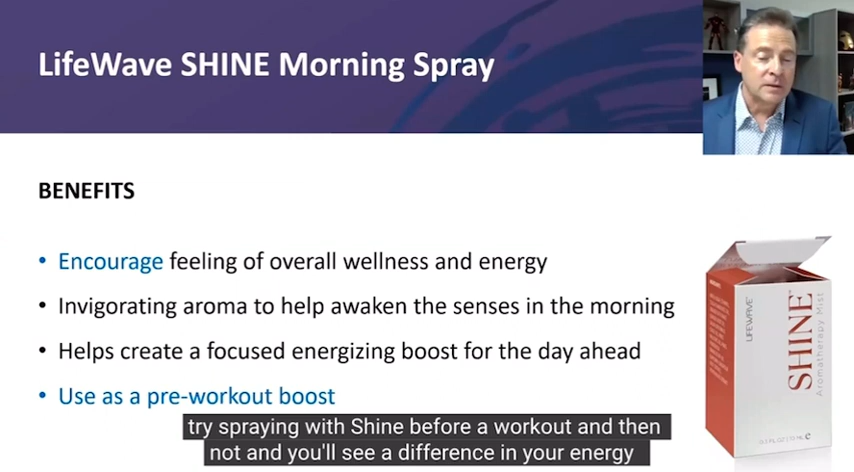 LifeWave SHINE Morning Spray
BENEFITS
• Encourage feeling of overall wellness and energy
• Invigorating aroma to help awaken the senses in the morning
• Helps create a focused energizing boost for the day ahead
• Use as a pre-workout boost
try spraying with Shine before a workout and then
not and you'll see a difference in your energy
LIFEWAVE
SHINE
Aromatherapy Mist